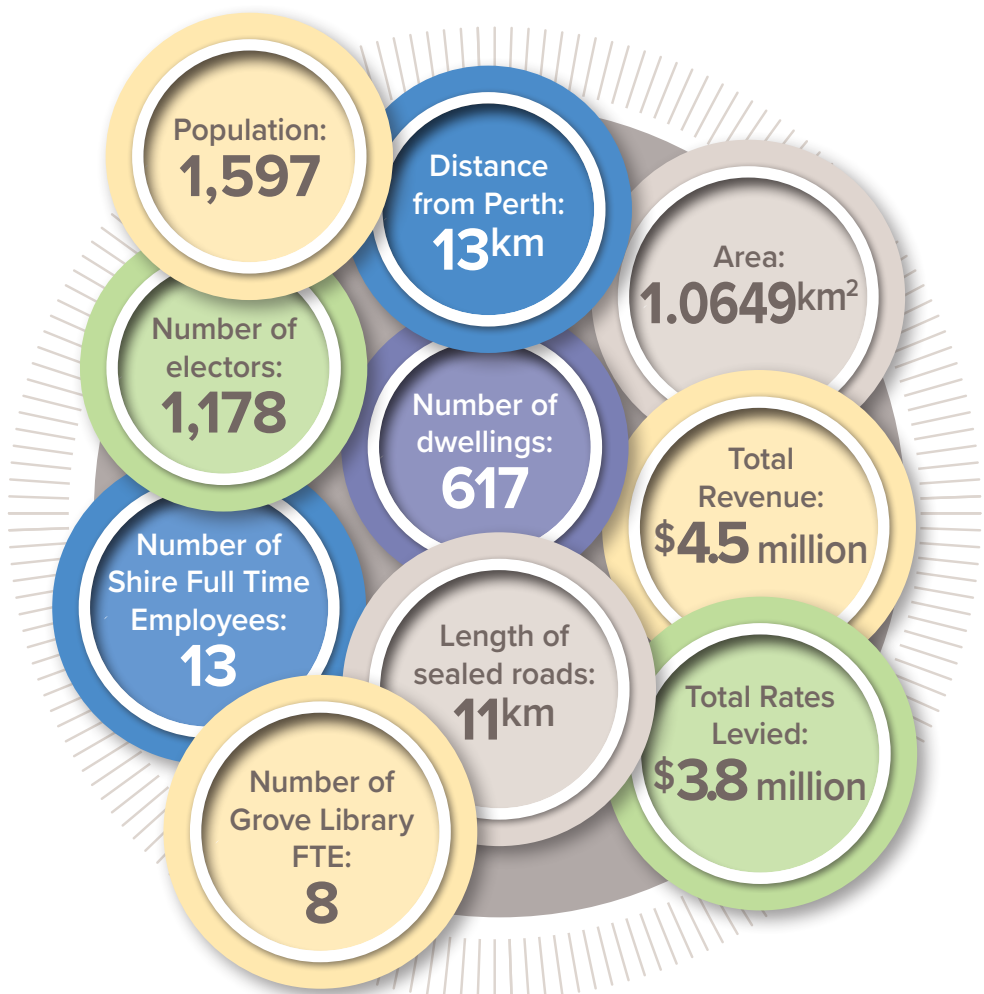 Population:
1,597
Distance
from Perth:
13km
Area:
1.0649km²
Number of
electors:
1,178
Number of
dwellings:
617
Total
Revenue:
$4.5 million
Number of
Shire Full Time
Employees:
13
Length of
sealed roads:
11km
Total Rates
Levied:
$3.8 million
Number of
Grove Library
FTE:
8